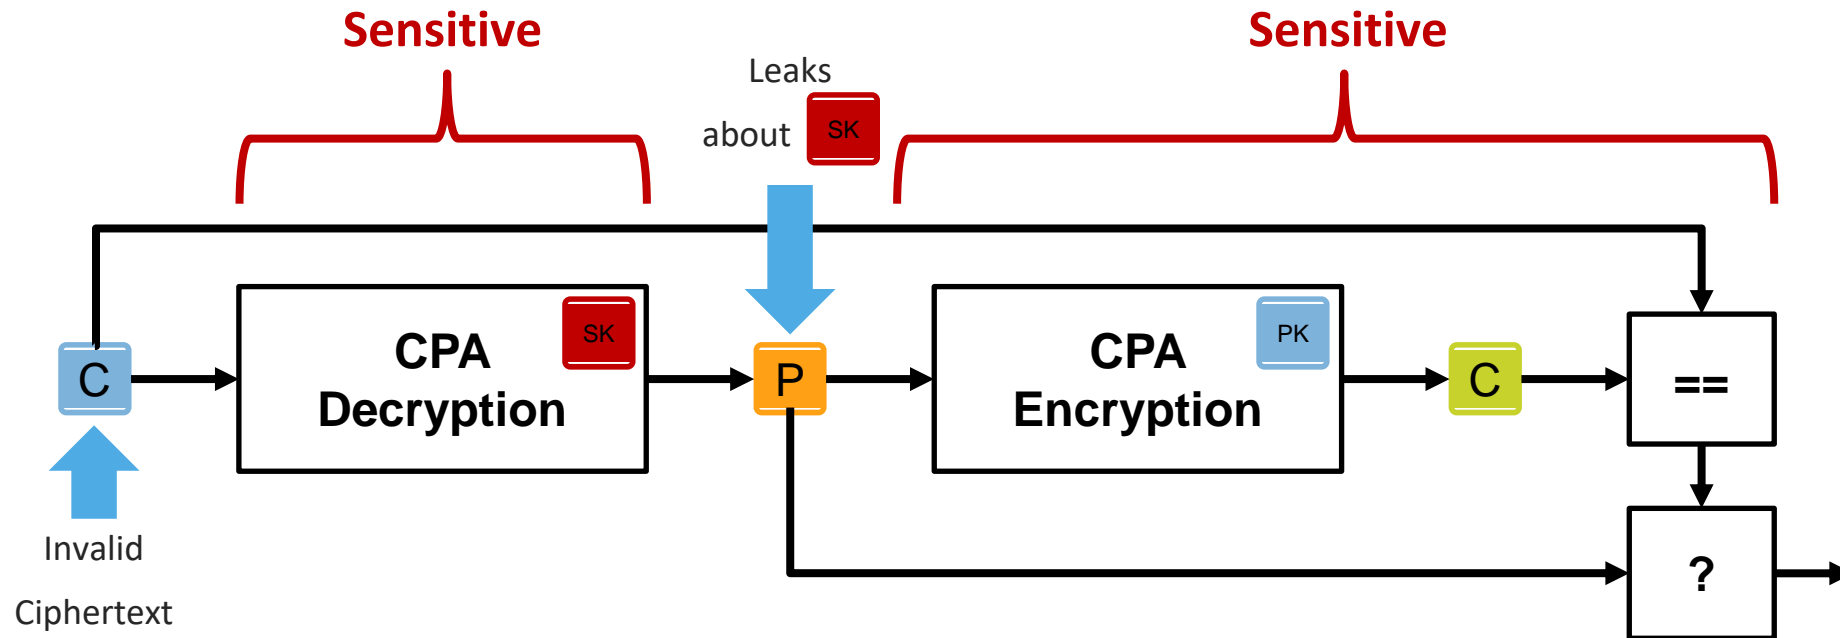 Sensitive
Sensitive
Leaks
about
SK
SK
PK
CPA
Decryption
CPA
Encryption
C
P
C
==
Invalid
Ciphertext
?